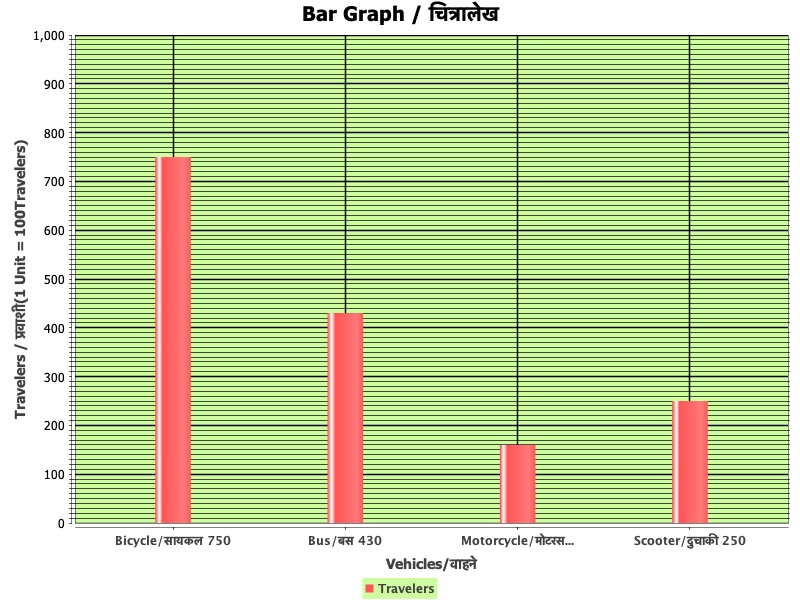 Bar Graph / चित्रालेख
1,000
900
800
700
600
500
400
300
200
100
0
Travelers / प्रवाशी(1 Unit = 100Travelers)
Bicycle/सायकल 750
Bus/बस 430
Motorcycle/मोटरस...
Scooter/दुचाकी 250
Vehicles/वाहने
Travelers